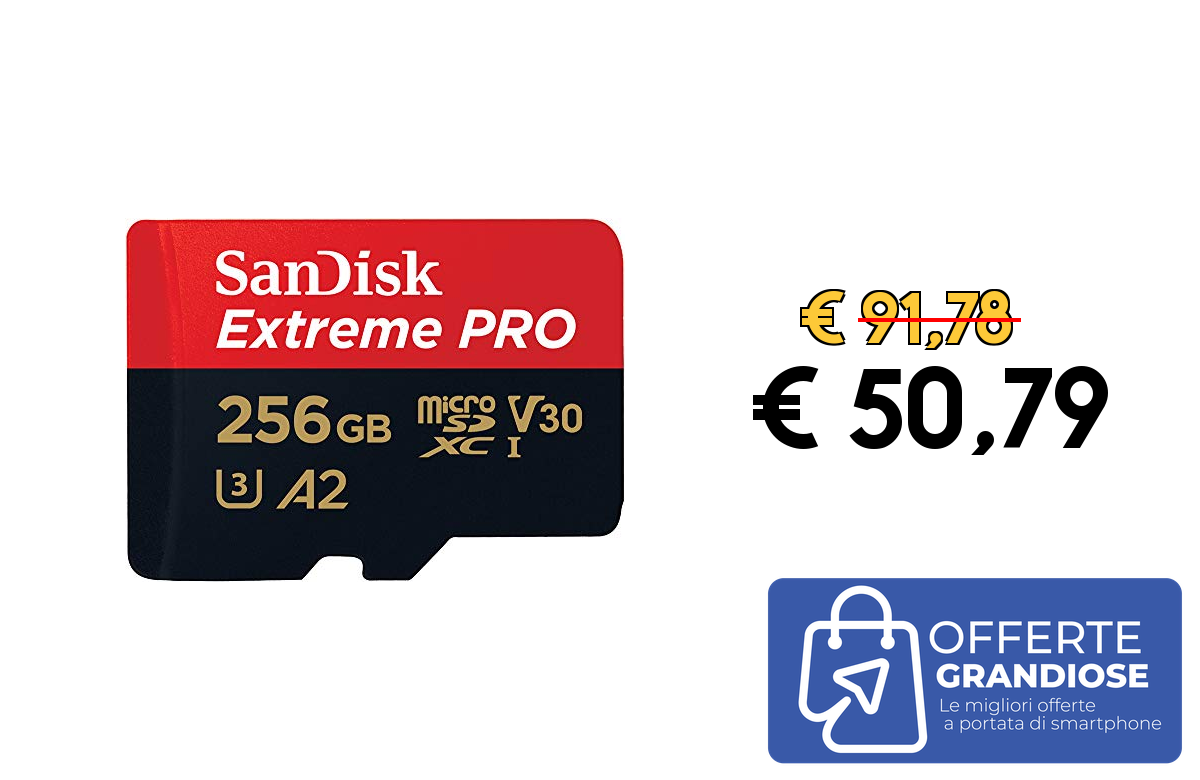 SanDisk
Extreme PRO
256GB micro SD XC I V30
U3 A2
€ 91,78
€ 50,79
OFFERTE
GRANDIOSE
Le migliori offerte
a portata di smartphone